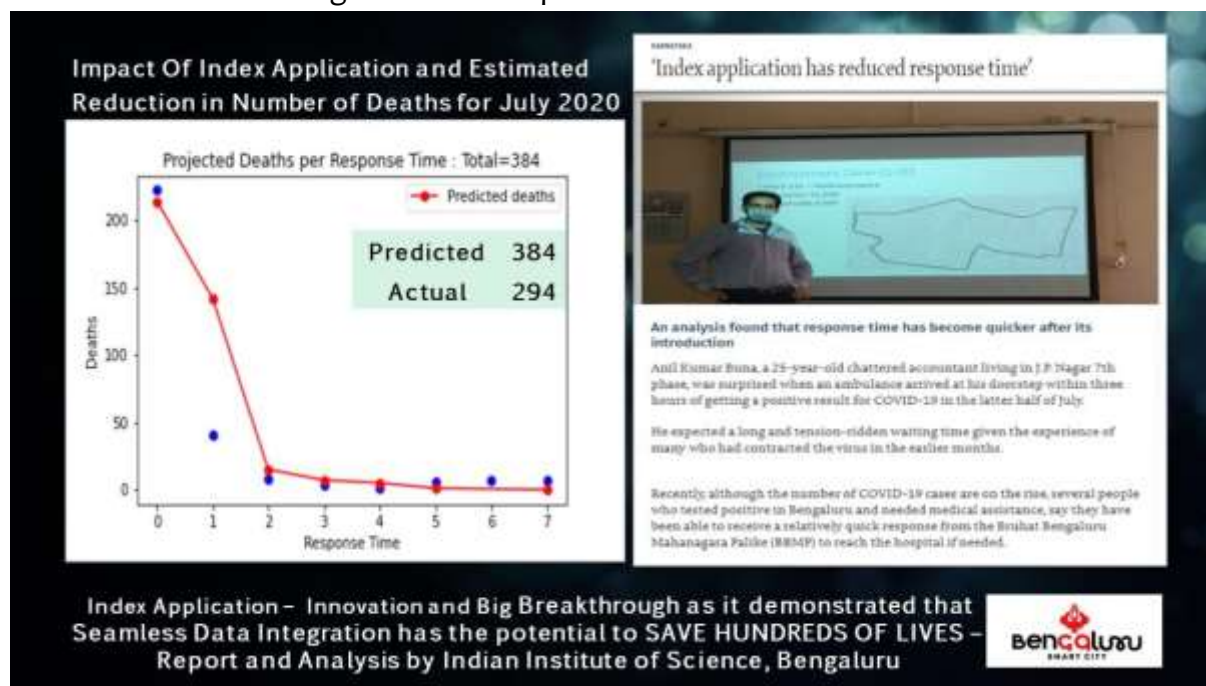 Impact Of Index Application and Estimated
Reduction in Number of Deaths for July 2020
Projected Deaths per Response Time : Total=384
Predicted deaths
Predicted 384
Actual 294
200
150
100
50
0
Deaths
0 1 2 3 4 5 6 7
Response Time
KARNATAKA
'Index application has reduced response time'
An analysis found that response time has become quicker after its
introduction
Anil Kumar Buna, a 25-year-old chattered accountant living in J.P. Nagar 7th
phase, was surprised when an ambulance arrived at his doorstep within three
hours of getting a positive result for COVID-19 in the latter half of July.
He expected a long and tension-ridden waiting time given the experience of
many who had contracted the virus in the earlier months.
Recently, although the number of COVID-19 cases are on the rise, several people
who tested positive in Bengaluru and needed medical assistance, say they have
been able to receive a relatively quick response from the Bruhat Bengaluru
Mahanagara Palike (BBMP) to reach the hospital if needed.
Index Application – Innovation and Big Breakthrough as it demonstrated that
Seamless Data Integration has the potential to SAVE HUNDREDS OF LIVES –
Report and Analysis by Indian Institute of Science, Bengaluru
BENGALURU
SMART CITY